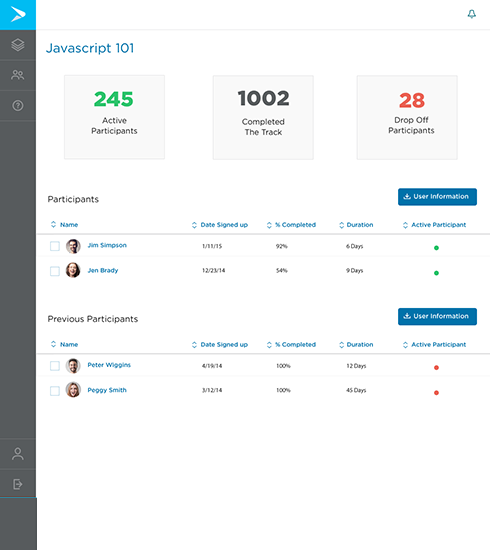 Javascript 101
245
Active
Participants
1002
Completed
The Track
28
Drop Off
Participants
Participants
User Information
Name Date Signed up % Completed Duration Active Participant
Jim Simpson 1/11/15 92% 6 Days
Jen Brady 12/23/14 54% 9 Days
Previous Participants
User Information
Name Date Signed up % Completed Duration Active Participant
Peter Wiggins 4/19/14 100% 12 Days
Peggy Smith 3/12/14 100% 45 Days